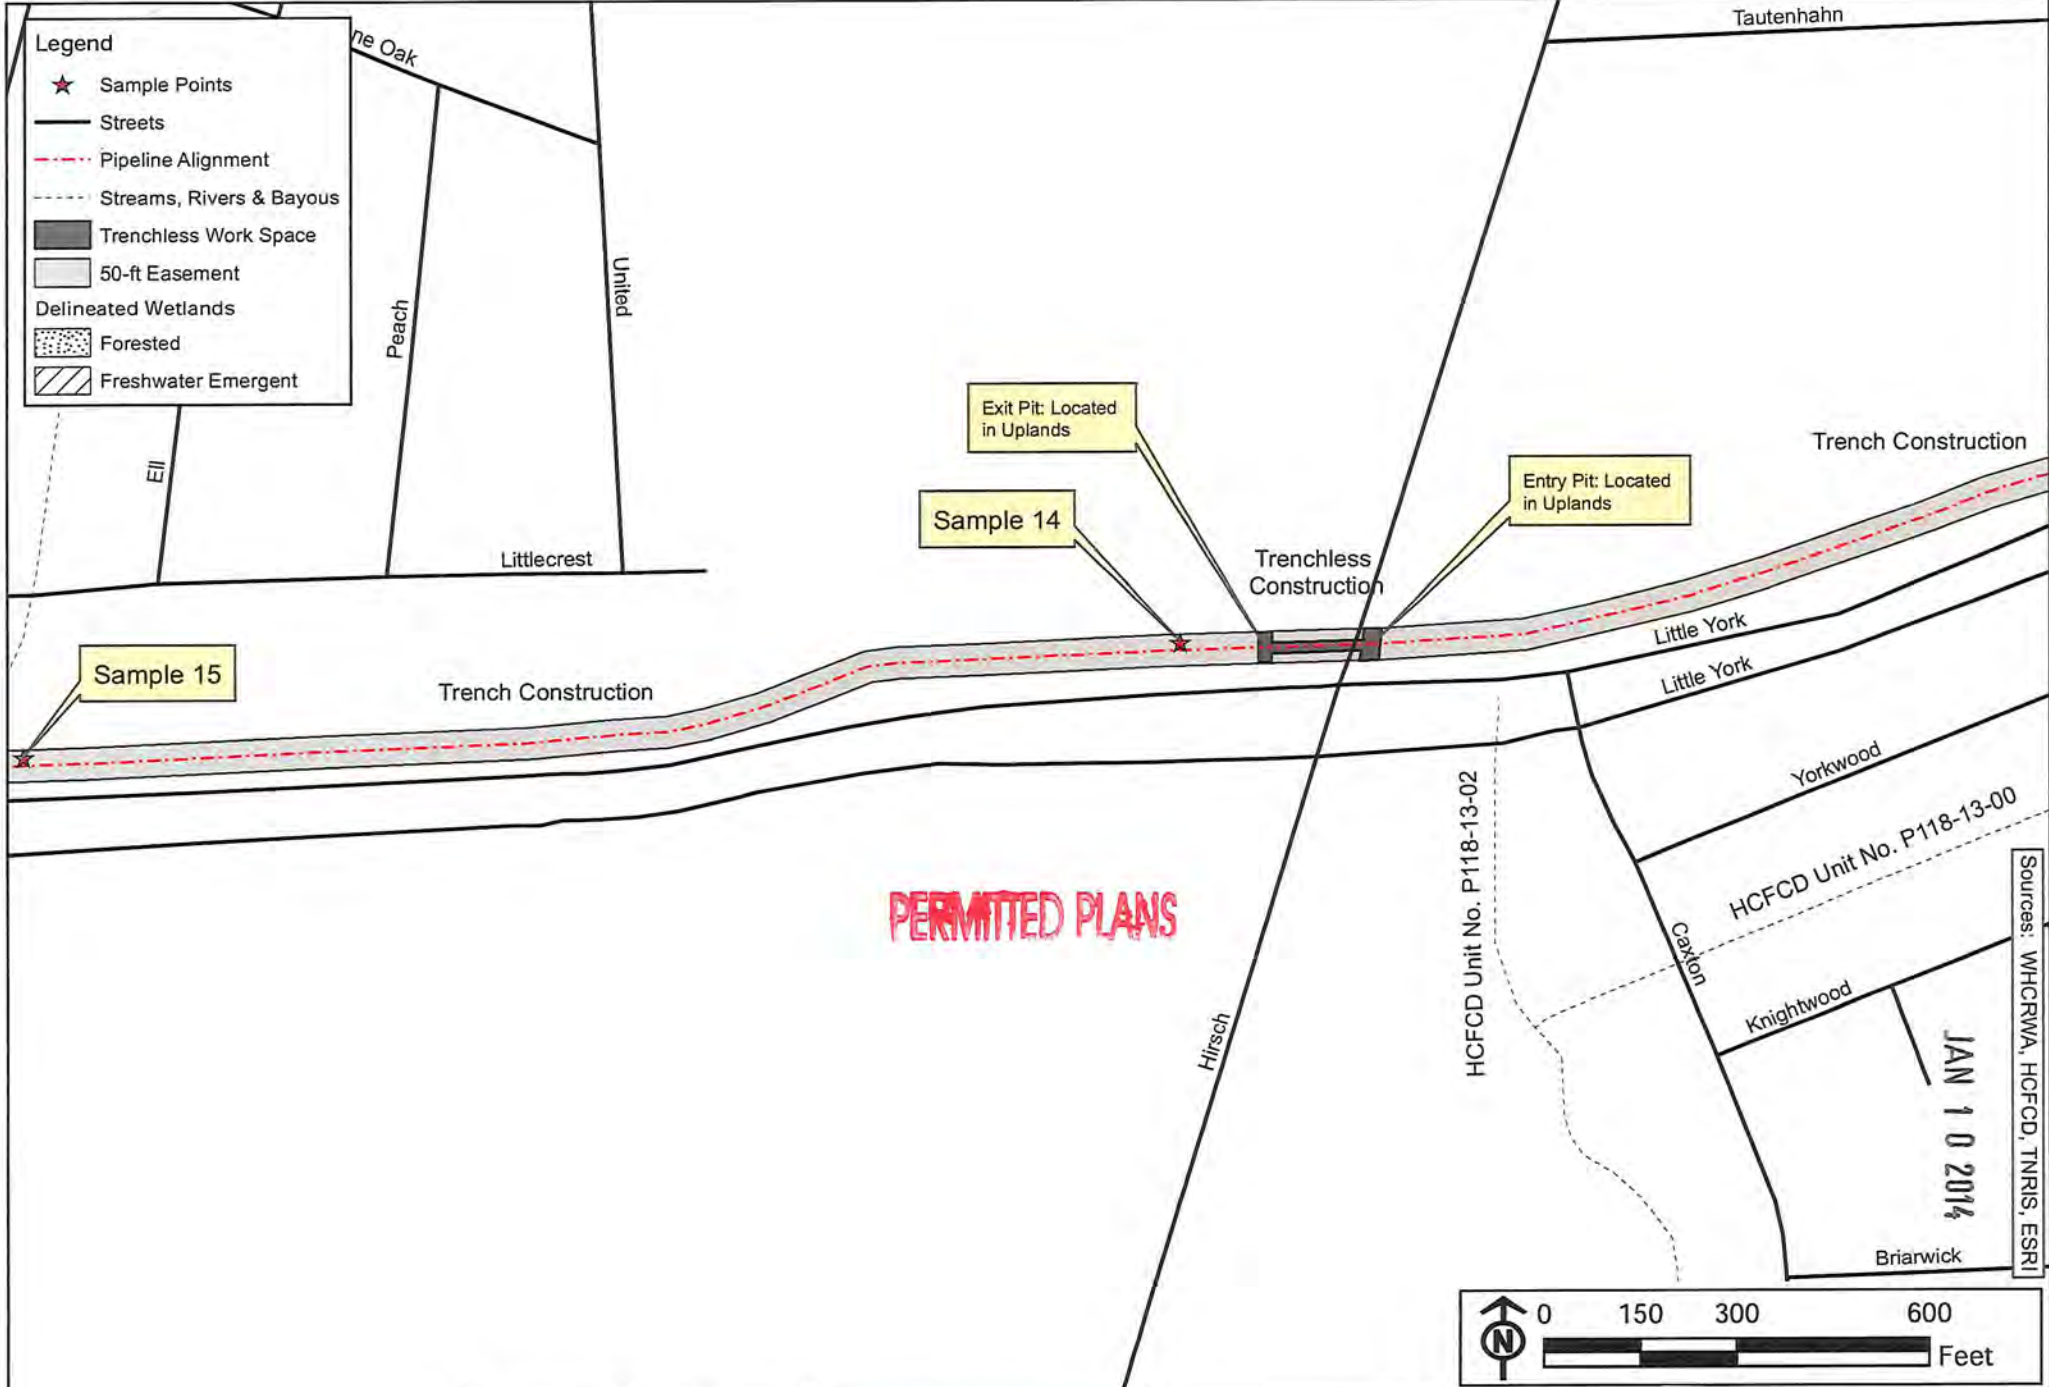 Legend
Sample Points
Streets
Pipeline Alignment
Streams, Rivers & Bayous
Trenchless Work Space
50-ft Easement
Delineated Wetlands
Forested
Freshwater Emergent
ne Oak
Tautenhahn
Peach
United
Ell
Littlecrest
Exit Pit: Located
in Uplands
Sample 14
Entry Pit: Located
in Uplands
Trench Construction
Trenchless
Construction
Sample 15
Trench Construction
Little York
Little York
Yorkwood
HCFCD Unit No. P118-13-02
HCFCD Unit No. P118-13-00
PERMITTED PLANS
Caxton
Knightwood
Hirsch
JAN 10 2014
Sources: WHCRWA, HCFCD, TNRIS, ESRI
Briarwick
N
0 150 300 600
Feet